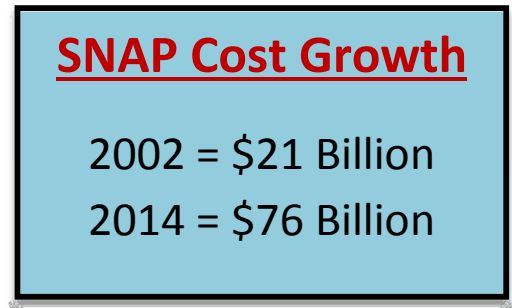 SNAP Cost Growth
2002 = $21 Billion
2014 = $76 Billion